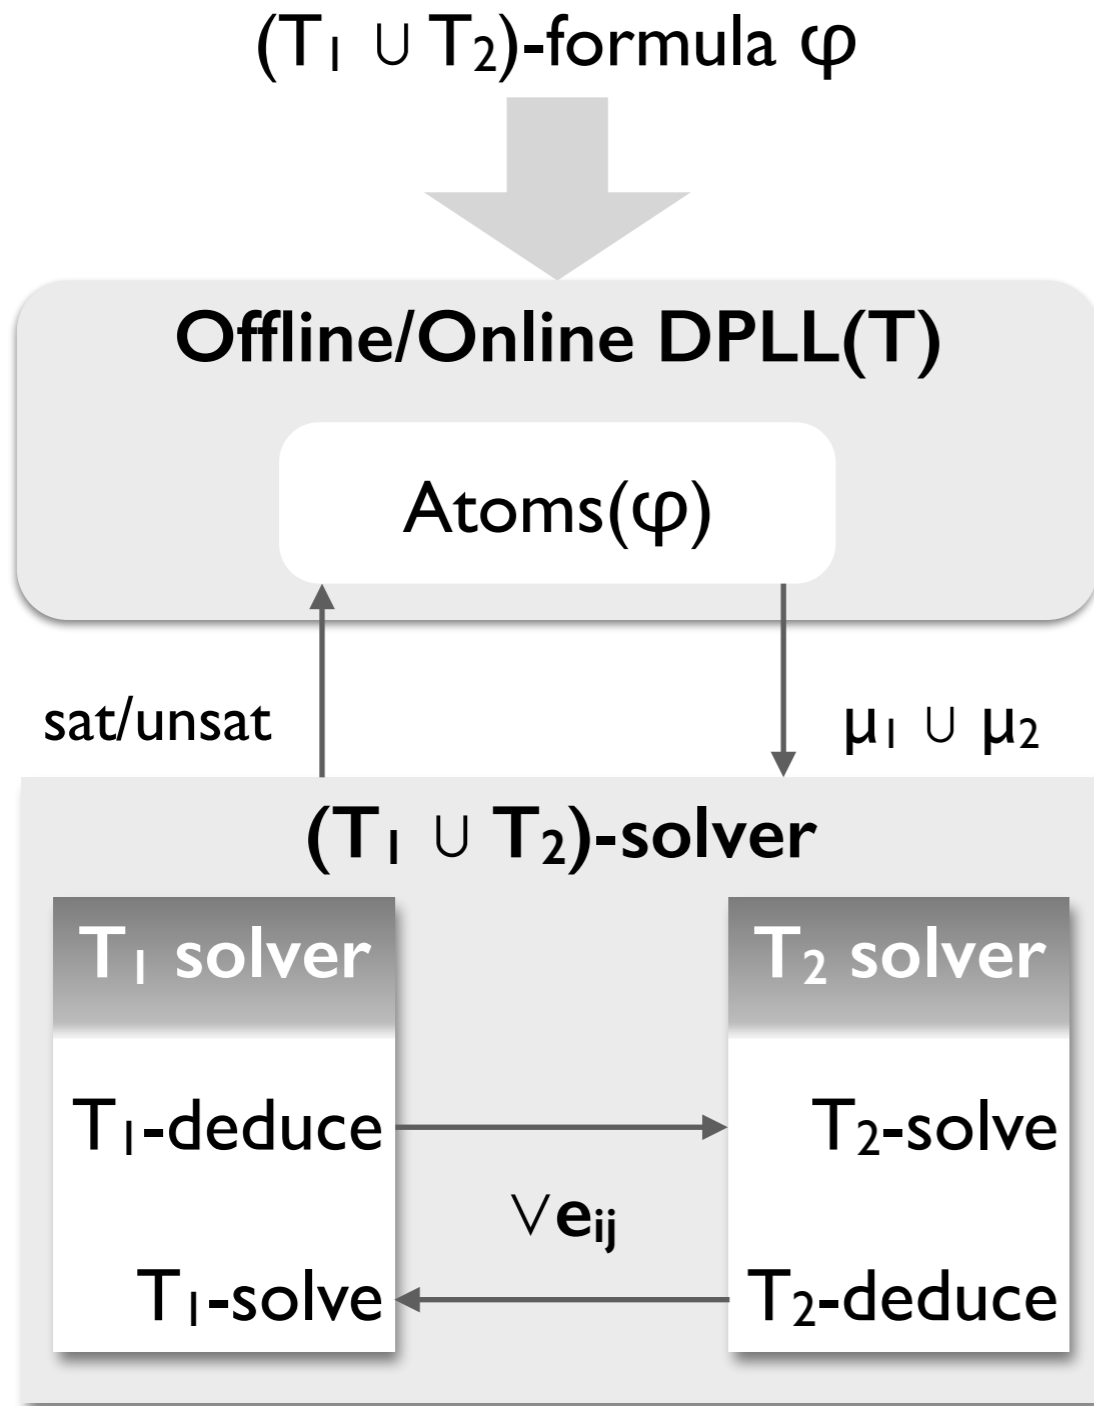 (T₁ ∪ T₂)-formula φ
Offline/Online DPLL(T)
Atoms(φ)
sat/unsat
μ₁ ∪ μ₂
(T₁ ∪ T₂)-solver
T₁ solver
T₂ solver
T₁-deduce
T₂-solve
∨eᵢⱼ
T₁-solve
T₂-deduce